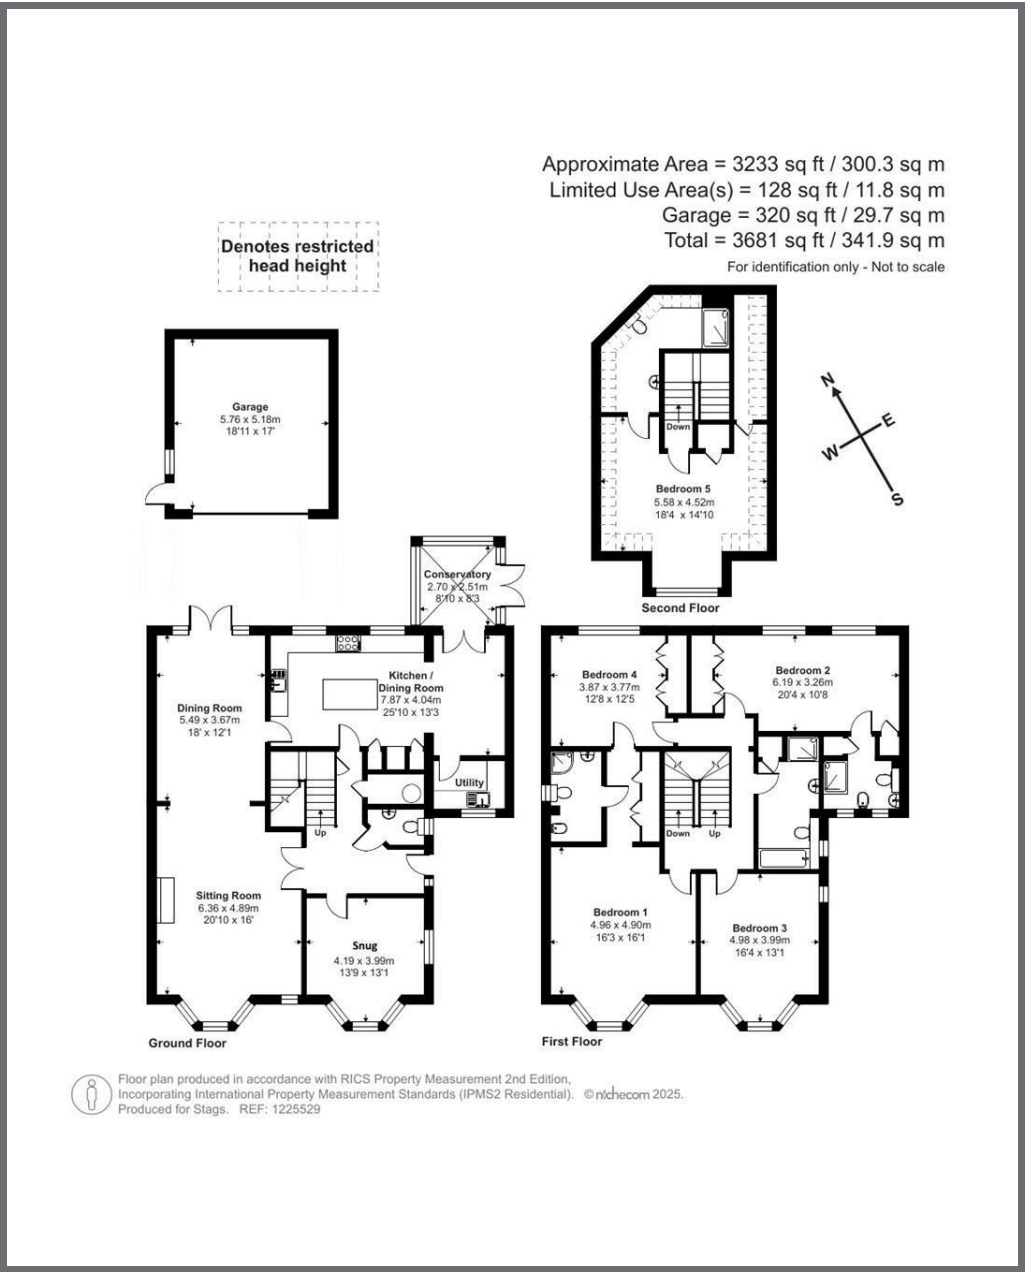 Approximate Area = 3233 sq ft / 300.3 sq m
Limited Use Area(s) = 128 sq ft / 11.8 sq m
Garage = 320 sq ft / 29.7 sq m
Total = 3681 sq ft / 341.9 sq m
For identification only - Not to scale
Denotes restricted
head height
Garage
5.76 x 5.18m
18'11 x 17'
N
E
W
S
Down
Bedroom 5
5.58 x 4.52m
18'4 x 14'10
Second Floor
Conservatory
2.70 x 2.51m
8'10 x 8'3
Kitchen /
Dining Room
7.87 x 4.04m
25'10 x 13'3
Dining Room
5.49 x 3.67m
18' x 12'1
Utility
Up
Sitting Room
6.36 x 4.89m
20'10 x 16'
Snug
4.19 x 3.99m
13'9 x 13'1
Ground Floor
Bedroom 4
3.87 x 3.77m
12'8 x 12'5
Bedroom 2
6.19 x 3.26m
20'4 x 10'8
Down
Up
Bedroom 1
4.96 x 4.90m
16'3 x 16'1
Bedroom 3
4.98 x 3.99m
16'4 x 13'1
First Floor
Floor plan produced in accordance with RICS Property Measurement 2nd Edition,
Incorporating International Property Measurement Standards (IPMS2 Residential). © nichecom 2025.
Produced for Stags. REF: 1225529